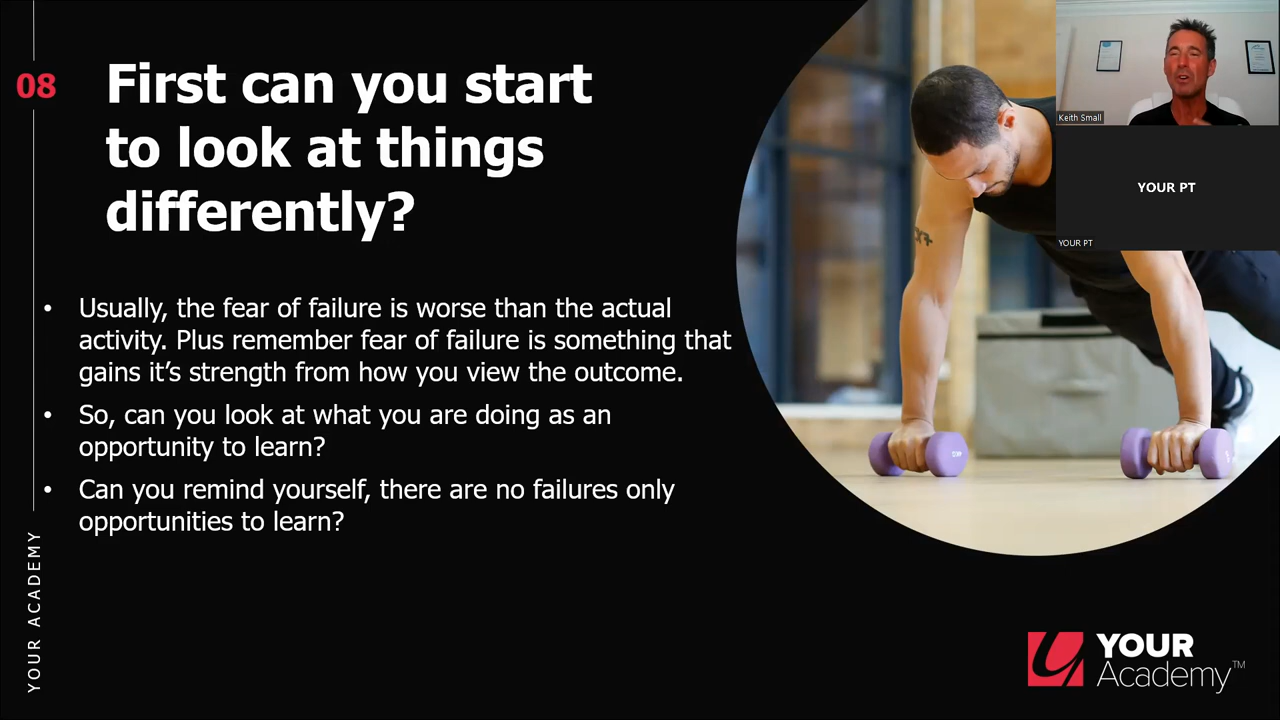 08
First can you start
to look at things
differently?
• Usually, the fear of failure is worse than the actual
activity. Plus remember fear of failure is something that
gains it’s strength from how you view the outcome.
• So, can you look at what you are doing as an
opportunity to learn?
• Can you remind yourself, there are no failures only
opportunities to learn?
YOUR ACADEMY
Keith Small
YOUR PT
YOUR PT
YOUR
Academy™